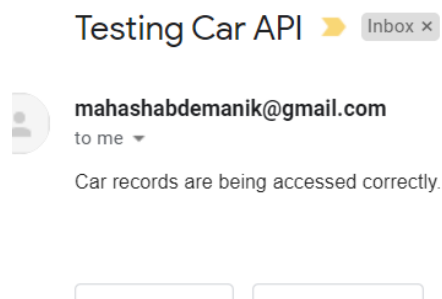 Testing Car API Inbox ×
mahashabdemanik@gmail.com
to me
Car records are being accessed correctly.